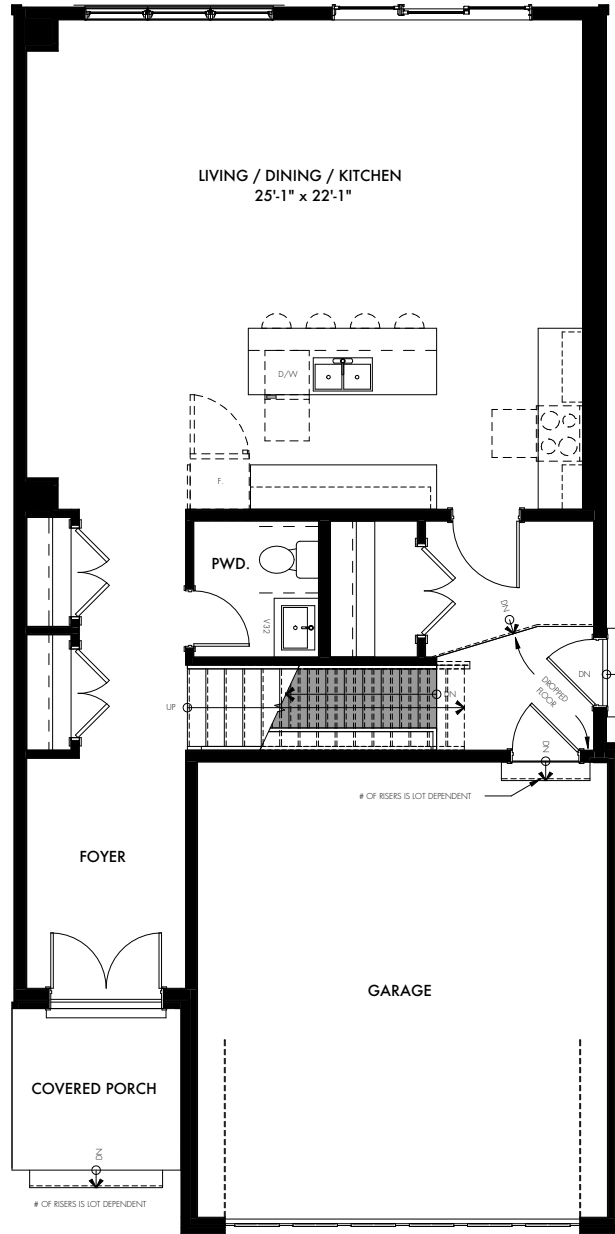 LIVING / DINING / KITCHEN
25'-1" x 22'-1"
D/W
F.
PWD.
V32
DN
DN
DROPPED
FLOOR
UP
DN
DN
# OF RISERS IS LOT DEPENDENT
FOYER
GARAGE
COVERED PORCH
DN
# OF RISERS IS LOT DEPENDENT